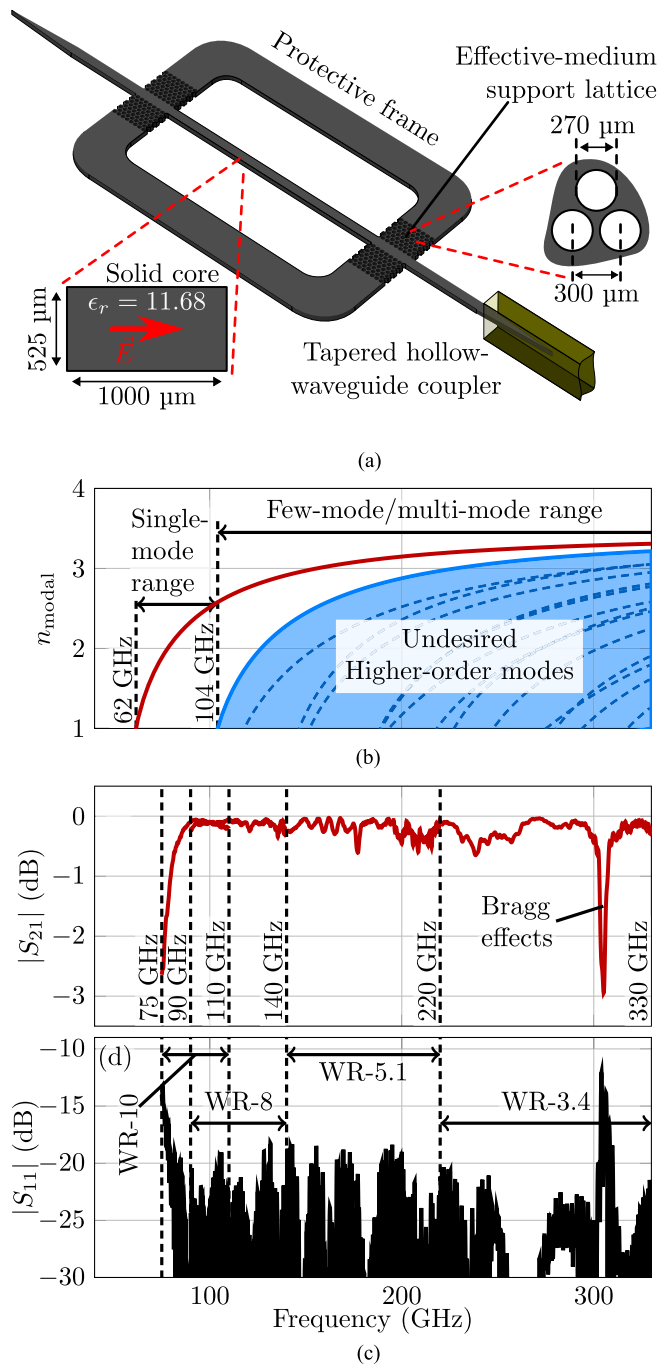 Protective frame
Effective-medium
support lattice
270 µm
300 µm
Solid core
ϵr = 11.68
E⃗
525 µm
1000 µm
Tapered hollow-
waveguide coupler
(a)
4
3
2
1
nmodal
Single-
mode
range
Few-mode/multi-mode range
62 GHz
104 GHz
Undesired
Higher-order modes
(b)
0
−1
−2
−3
|S21| (dB)
75 GHz
90 GHz
110 GHz
140 GHz
220 GHz
330 GHz
Bragg
effects
(d)
−10
−15
−20
−25
−30
|S11| (dB)
WR-10
WR-8
WR-5.1
WR-3.4
100
200
300
Frequency (GHz)
(c)